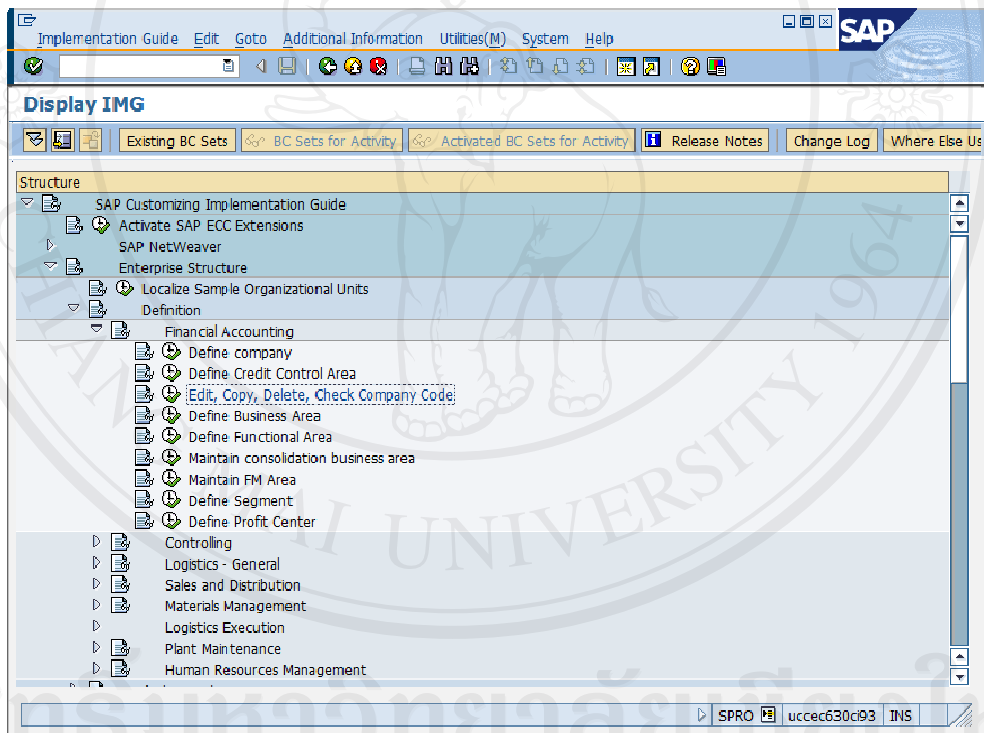 Implementation Guide Edit Goto Additional Information Utilities(M) System Help
SAP
Display IMG
Existing BC Sets BC Sets for Activity Activated BC Sets for Activity Release Notes Change Log Where Else Us
Structure
SAP Customizing Implementation Guide
Activate SAP ECC Extensions
SAP NetWeaver
Enterprise Structure
Localize Sample Organizational Units
Definition
Financial Accounting
Define company
Define Credit Control Area
Edit, Copy, Delete, Check Company Code
Define Business Area
Define Functional Area
Maintain consolidation business area
Maintain FM Area
Define Segment
Define Profit Center
Controlling
Logistics - General
Sales and Distribution
Materials Management
Logistics Execution
Plant Maintenance
Human Resources Management
SPRO uccec630ci93 INS
MAI UNIVERSITY 1964